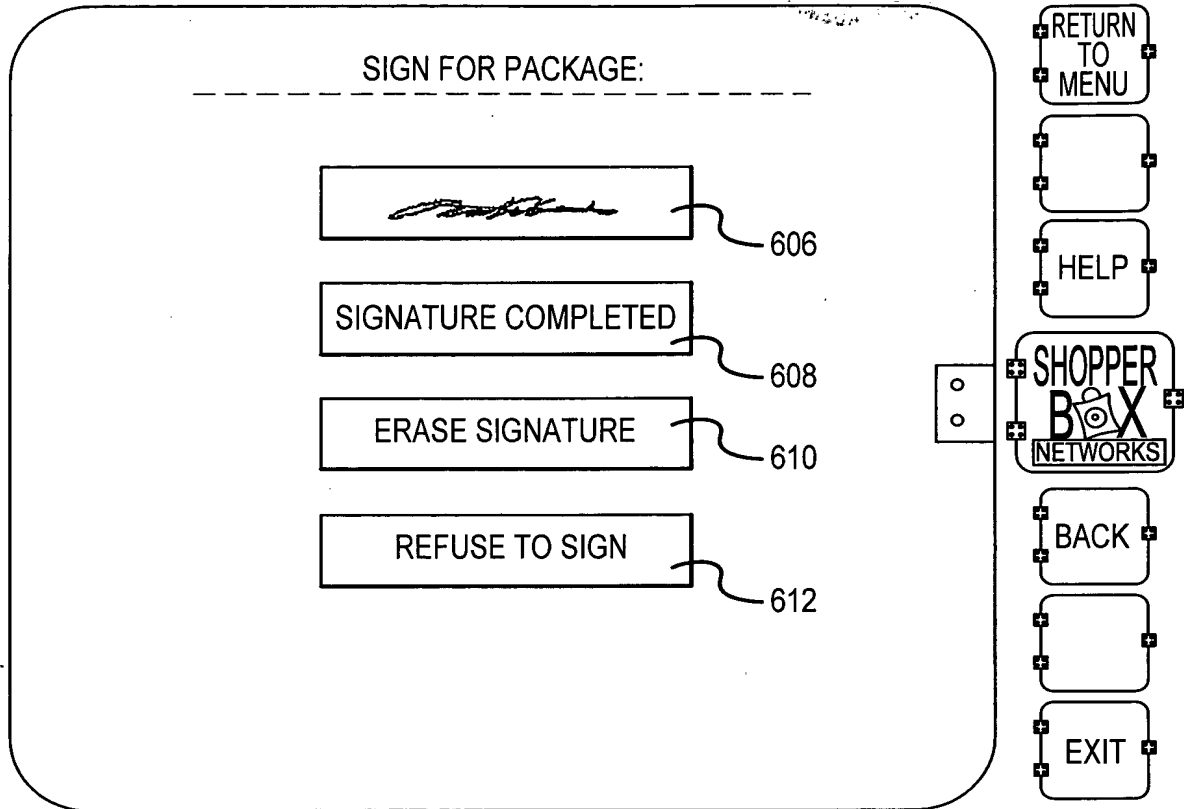 SIGN FOR PACKAGE:
606
SIGNATURE COMPLETED
608
ERASE SIGNATURE
610
REFUSE TO SIGN
612
RETURN
TO
MENU
HELP
SHOPPER
BOX
NETWORKS
BACK
EXIT